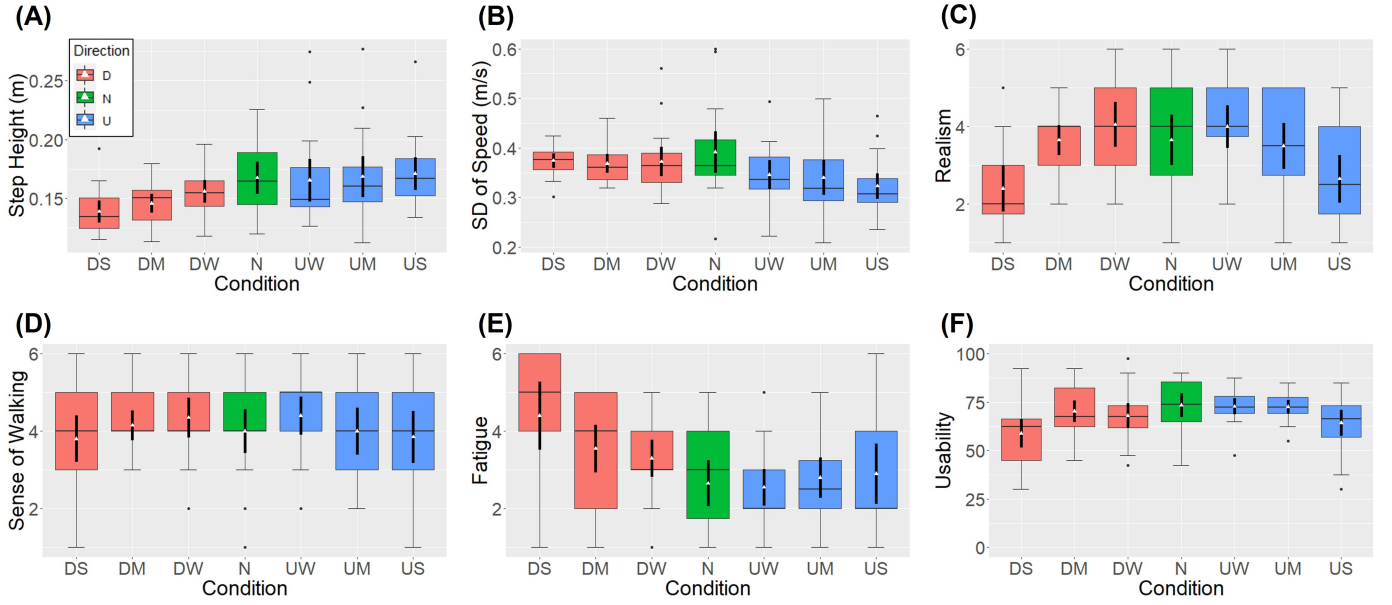 (A)
Step Height (m)
0.25
0.20
0.15
Direction
D
N
U
DS DM DW N UW UM US
Condition
(B)
SD of Speed (m/s)
0.6
0.5
0.4
0.3
0.2
DS DM DW N UW UM US
Condition
(C)
Realism
6
4
2
DS DM DW N UW UM US
Condition
(D)
Sense of Walking
6
4
2
DS DM DW N UW UM US
Condition
(E)
Fatigue
6
4
2
DS DM DW N UW UM US
Condition
(F)
Usability
100
75
50
25
0
DS DM DW N UW UM US
Condition